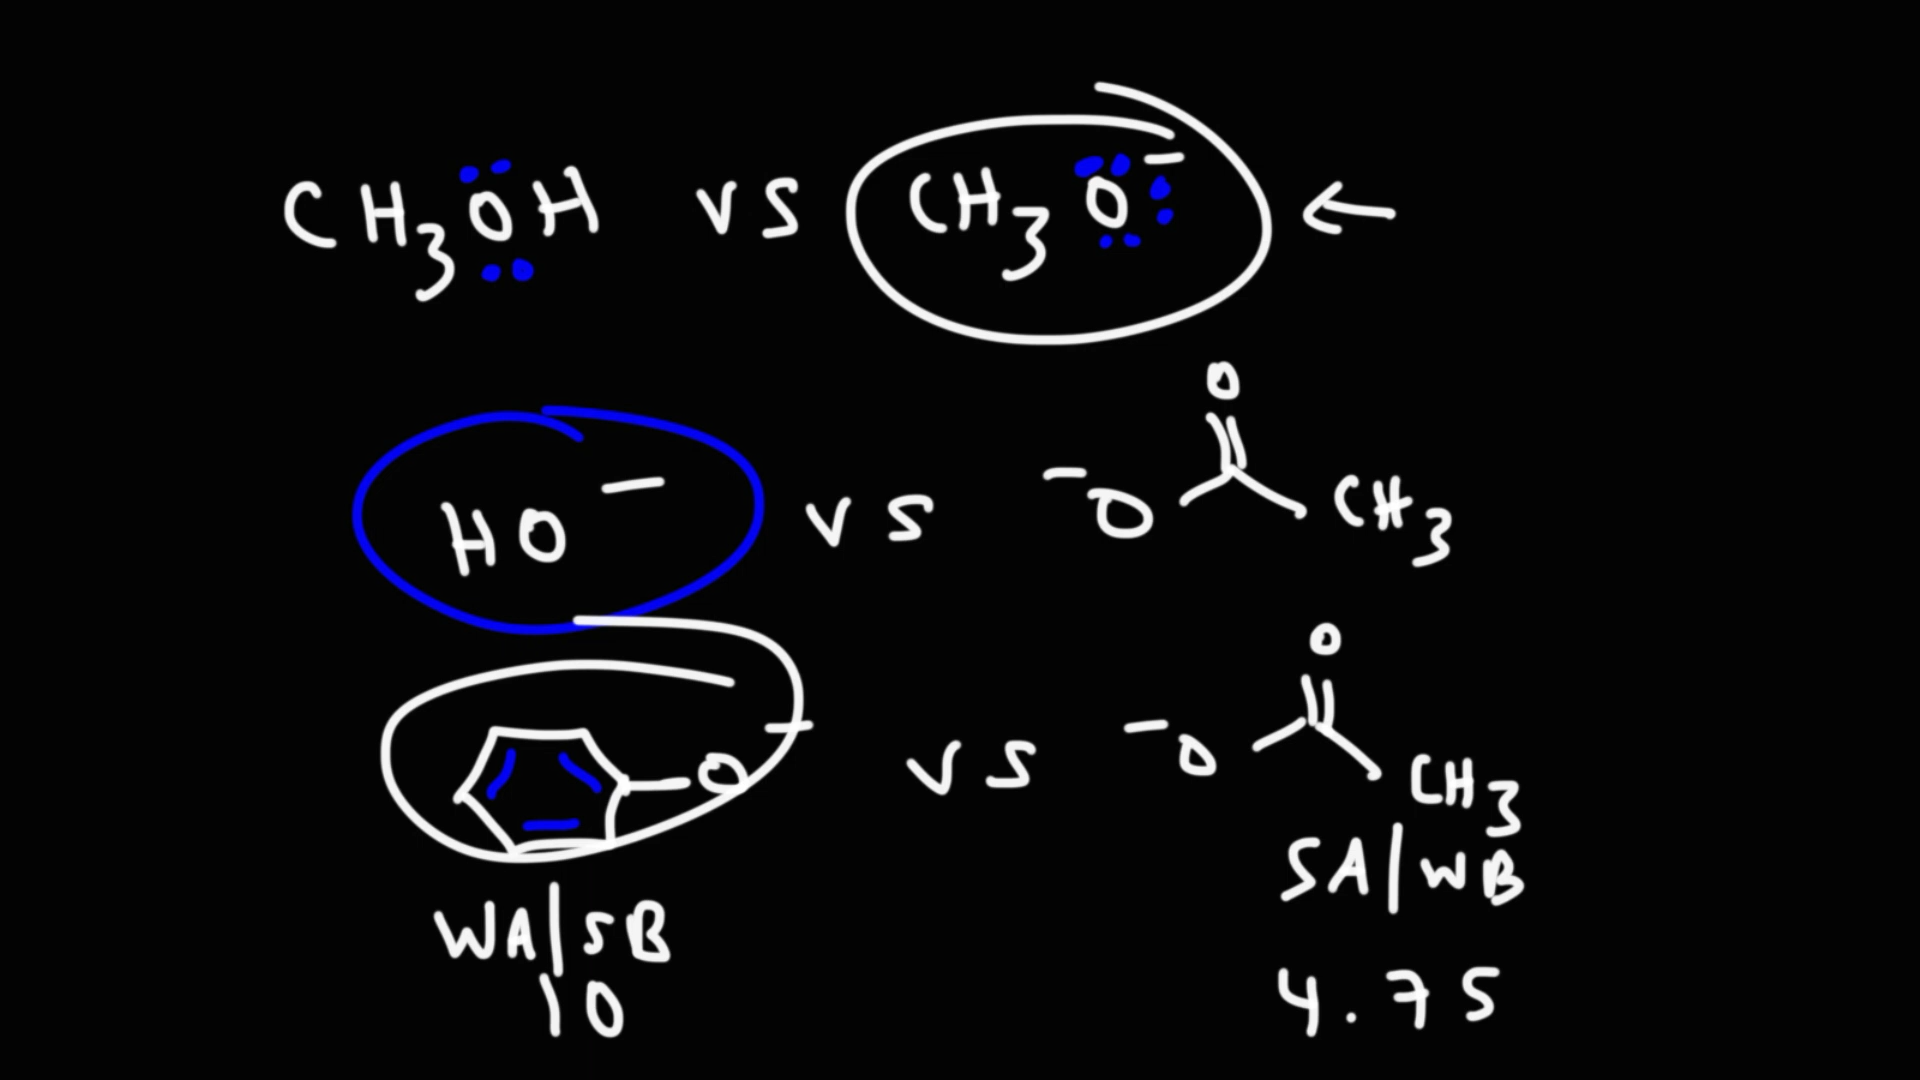 CH3OH vs CH3O−
O
HO− vs −O CH3
O
O− vs −O CH3
WA|SB SA|WB
10 4.75